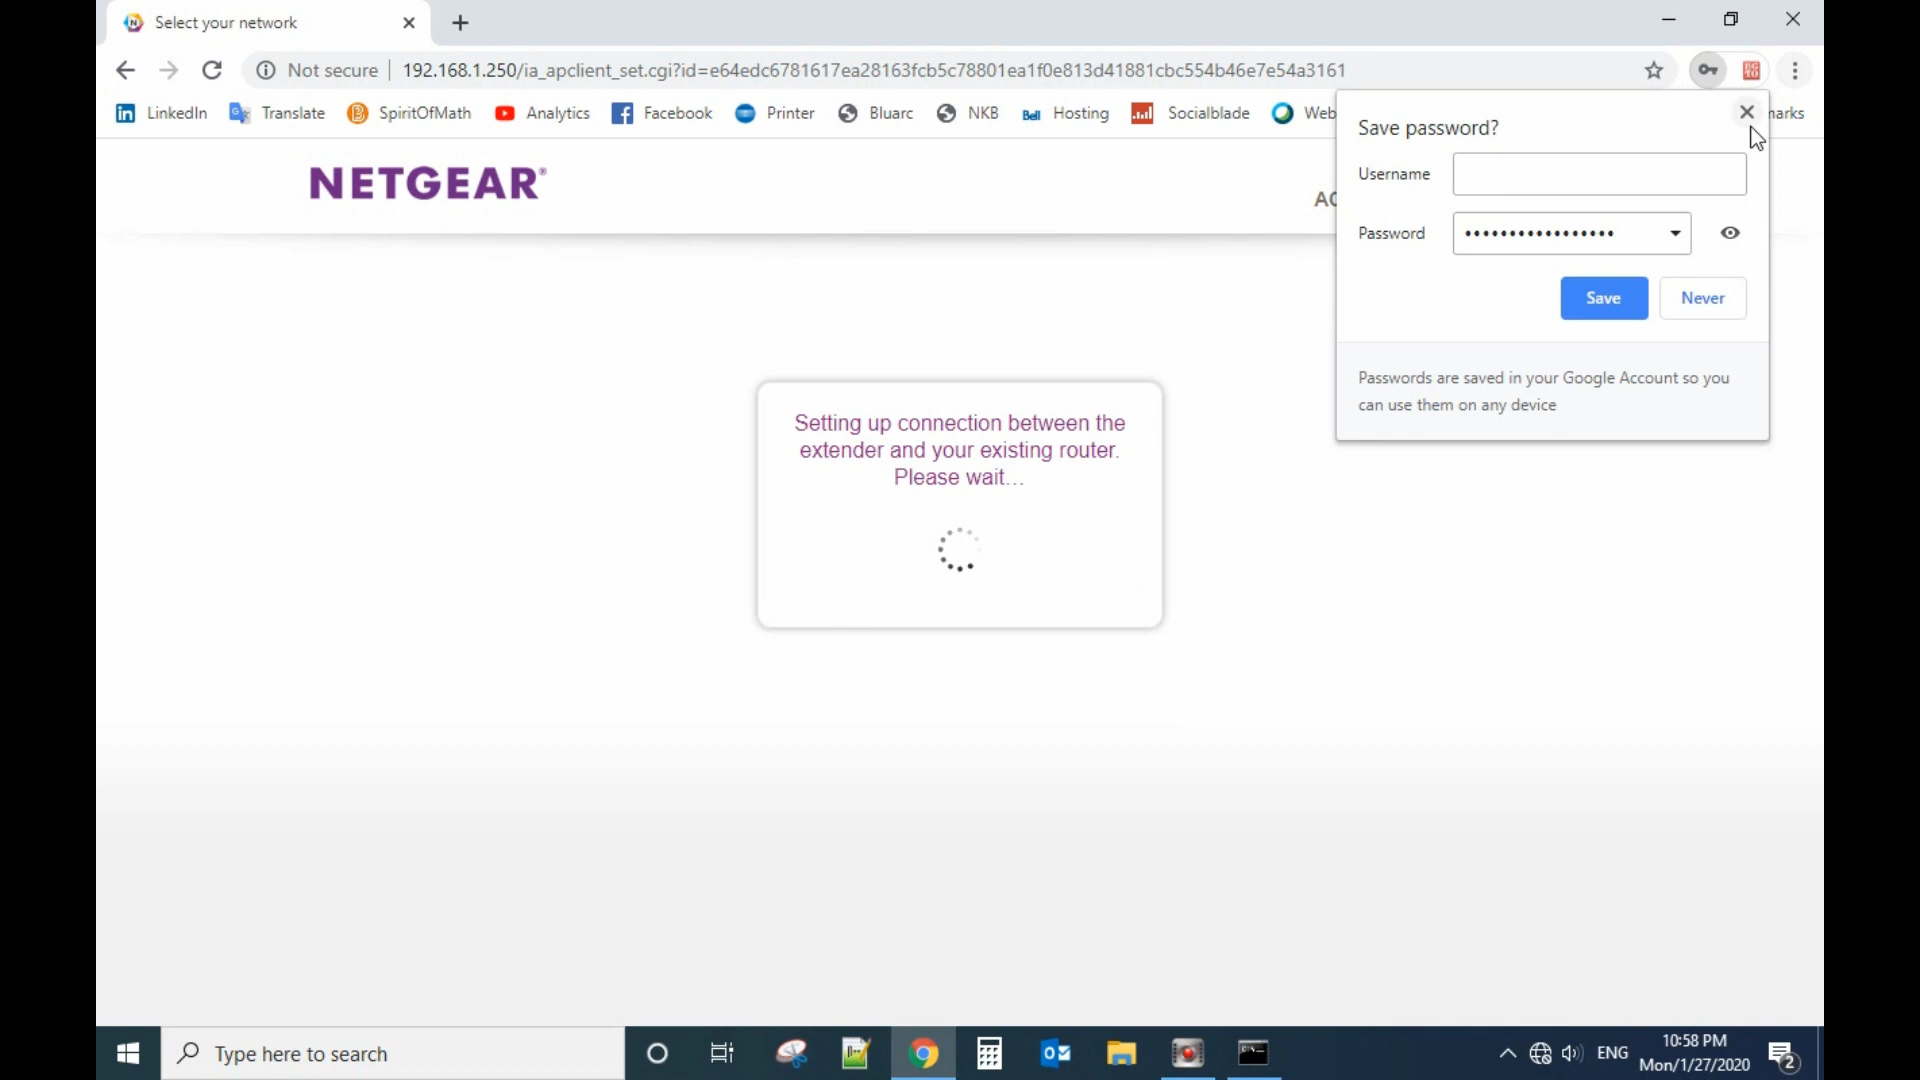 Select your network
Not secure
192.168.1.250/ia_apclient_set.cgi?id=e64edc6781617ea28163fcb5c78801ea1f0e813d41881cbc554b46e7e54a3161
LinkedIn
Translate
SpiritOfMath
Analytics
Facebook
Printer
Bluarc
NKB
Bell
Hosting
Socialblade
Web
marks
NETGEAR®
AC
Save password?
Username
Password
•••••••••••••••••
Save
Never
Passwords are saved in your Google Account so you
can use them on any device
Setting up connection between the
extender and your existing router.
Please wait...
Type here to search
ENG
10:58 PM
Mon/1/27/2020
2